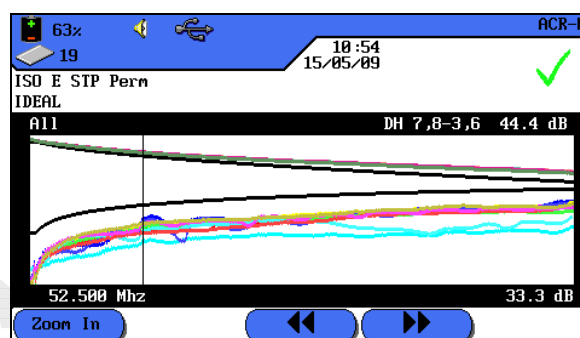 63%
ACR-
19
10:54
15/05/09
ISO E STP Perm
IDEAL
All DH 7,8-3,6 44.4 dB
52.500 Mhz 33.3 dB
Zoom In